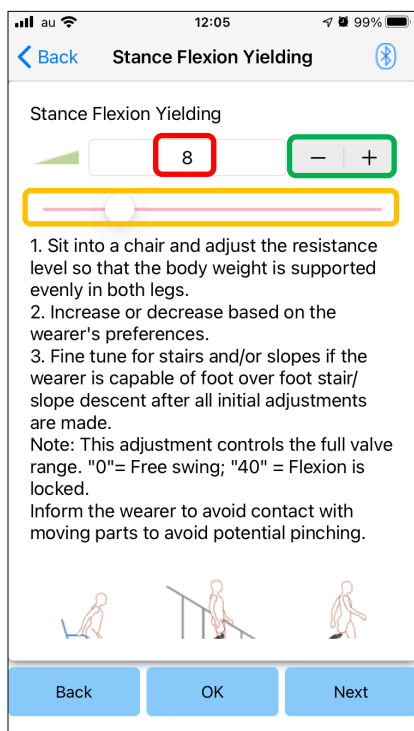 au 12:05 99%
Back Stance Flexion Yielding
Stance Flexion Yielding
8 − +
1. Sit into a chair and adjust the resistance
level so that the body weight is supported
evenly in both legs.
2. Increase or decrease based on the
wearer's preferences.
3. Fine tune for stairs and/or slopes if the
wearer is capable of foot over foot stair/
slope descent after all initial adjustments
are made.
Note: This adjustment controls the full valve
range. "0"= Free swing; "40" = Flexion is
locked.
Inform the wearer to avoid contact with
moving parts to avoid potential pinching.
Back OK Next